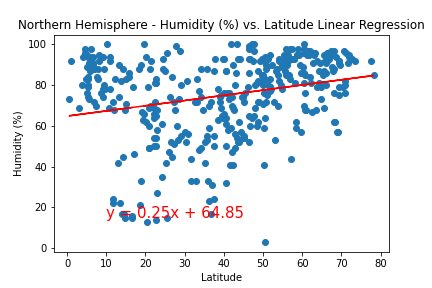 Northern Hemisphere - Humidity (%) vs. Latitude Linear Regression
100
80
60
40
20
0
Humidity (%)
y = 0.25x + 64.85
0 10 20 30 40 50 60 70 80
Latitude